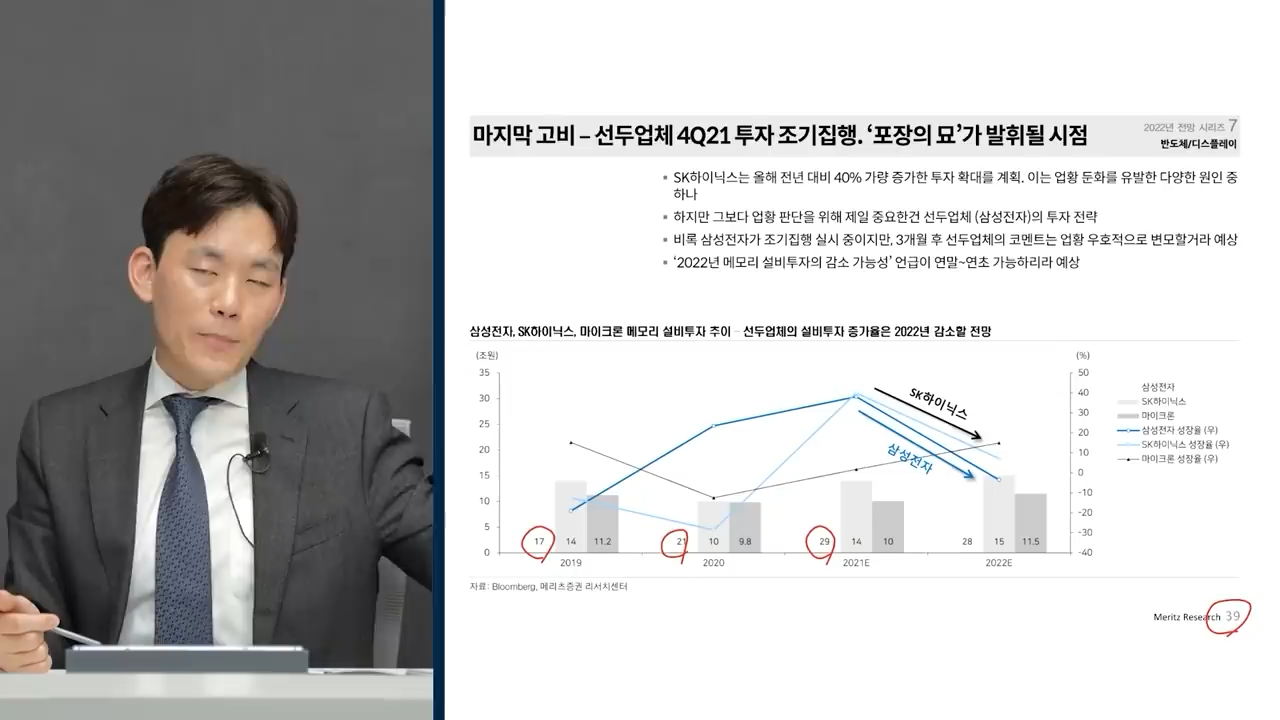 마지막 고비 – 선두업체 4Q21 투자 조기집행. ‘포장의 묘’가 발휘될 시점
2022년 전망 시리즈 7
반도체/디스플레이
▪ SK하이닉스는 올해 전년 대비 40% 가량 증가한 투자 확대를 계획. 이는 업황 둔화를 유발한 다양한 원인 중
하나
▪ 하지만 그보다 업황 판단을 위해 제일 중요한건 선두업체 (삼성전자)의 투자 전략
▪ 비록 삼성전자가 조기집행 실시 중이지만, 3개월 후 선두업체의 코멘트는 업황 우호적으로 변모할거라 예상
▪ ‘2022년 메모리 설비투자의 감소 가능성’ 언급이 연말~연초 가능하리라 예상
삼성전자, SK하이닉스, 마이크론 메모리 설비투자 추이 – 선두업체의 설비투자 증가율은 2022년 감소할 전망
(조원)
(%)
35
30
25
20
15
10
5
0
SK하이닉스
삼성전자
17 14 11.2
21 10 9.8
29 14 10
28 15 11.5
2019 2020 2021E 2022E
50
40
30
20
10
0
-10
-20
-30
-40
삼성전자
SK하이닉스
마이크론
삼성전자 성장율 (우)
SK하이닉스 성장율 (우)
마이크론 성장율 (우)
자료: Bloomberg, 메리츠증권 리서치센터
Meritz Research 39